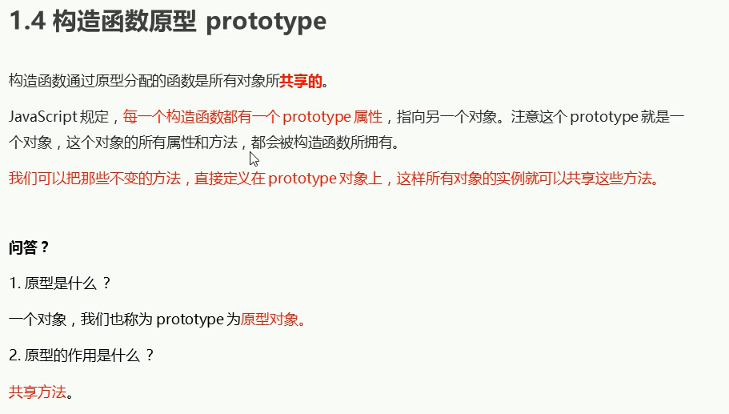 1.4 构造函数原型 prototype
构造函数通过原型分配的函数是所有对象所共享的。
JavaScript 规定，每一个构造函数都有一个 prototype 属性，指向另一个对象。注意这个 prototype 就是一
个对象，这个对象的所有属性和方法，都会被构造函数所拥有。
我们可以把那些不变的方法，直接定义在 prototype 对象上，这样所有对象的实例就可以共享这些方法。
问答？
1. 原型是什么 ？
一个对象，我们也称为 prototype 为原型对象。
2. 原型的作用是什么 ？
共享方法。